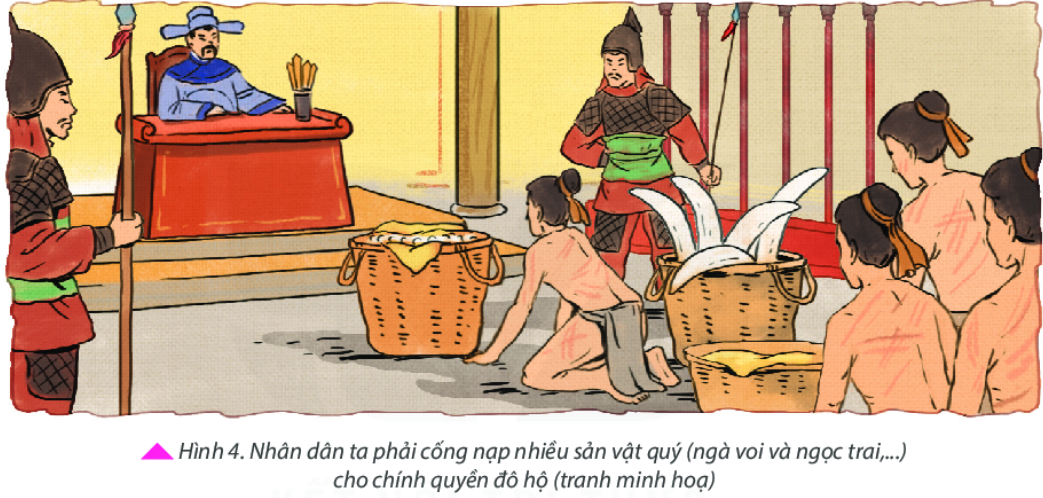 Hình 4. Nhân dân ta phải cống nạp nhiều sản vật quý (ngà voi và ngọc trai,...)
cho chính quyền đô hộ (tranh minh hoạ)